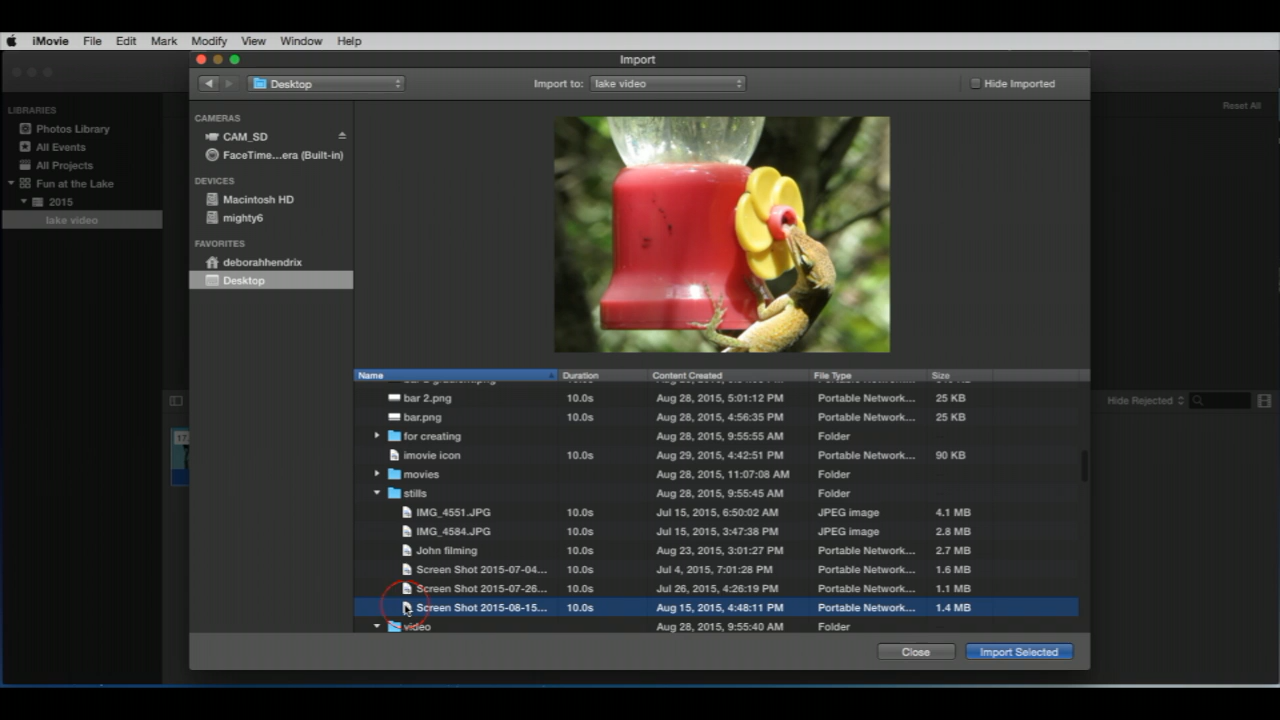 iMovie File Edit Mark Modify View Window Help
Import
Desktop
Import to: lake video
Hide Imported
LIBRARIES
Photos Library
All Events
All Projects
Fun at the Lake
2015
lake video
CAMERAS
CAM_SD
FaceTime...era (Built-in)
DEVICES
Macintosh HD
mighty6
FAVORITES
deborahhendrix
Desktop
Reset All
Hide Rejected
Name Duration Content Created File Type Size
bar 2.png 10.0s Aug 28, 2015, 5:01:12 PM Portable Network... 25 KB
bar.png 10.0s Aug 28, 2015, 4:56:35 PM Portable Network... 25 KB
for creating Aug 28, 2015, 9:55:55 AM Folder
imovie icon 10.0s Aug 29, 2015, 4:42:51 PM Portable Network... 90 KB
movies Aug 28, 2015, 11:07:08 AM Folder
stills Aug 28, 2015, 9:55:45 AM Folder
IMG_4551.JPG 10.0s Jul 15, 2015, 6:50:02 AM JPEG image 4.1 MB
IMG_4584.JPG 10.0s Jul 15, 2015, 3:47:38 PM JPEG image 2.8 MB
John filming 10.0s Aug 23, 2015, 3:01:27 PM Portable Network... 2.7 MB
Screen Shot 2015-07-04... 10.0s Jul 4, 2015, 7:01:28 PM Portable Network... 1.6 MB
Screen Shot 2015-07-26... 10.0s Jul 26, 2015, 4:26:19 PM Portable Network... 1.1 MB
Screen Shot 2015-08-15... 10.0s Aug 15, 2015, 4:48:11 PM Portable Network... 1.4 MB
video Aug 28, 2015, 9:55:40 AM Folder
Close Import Selected